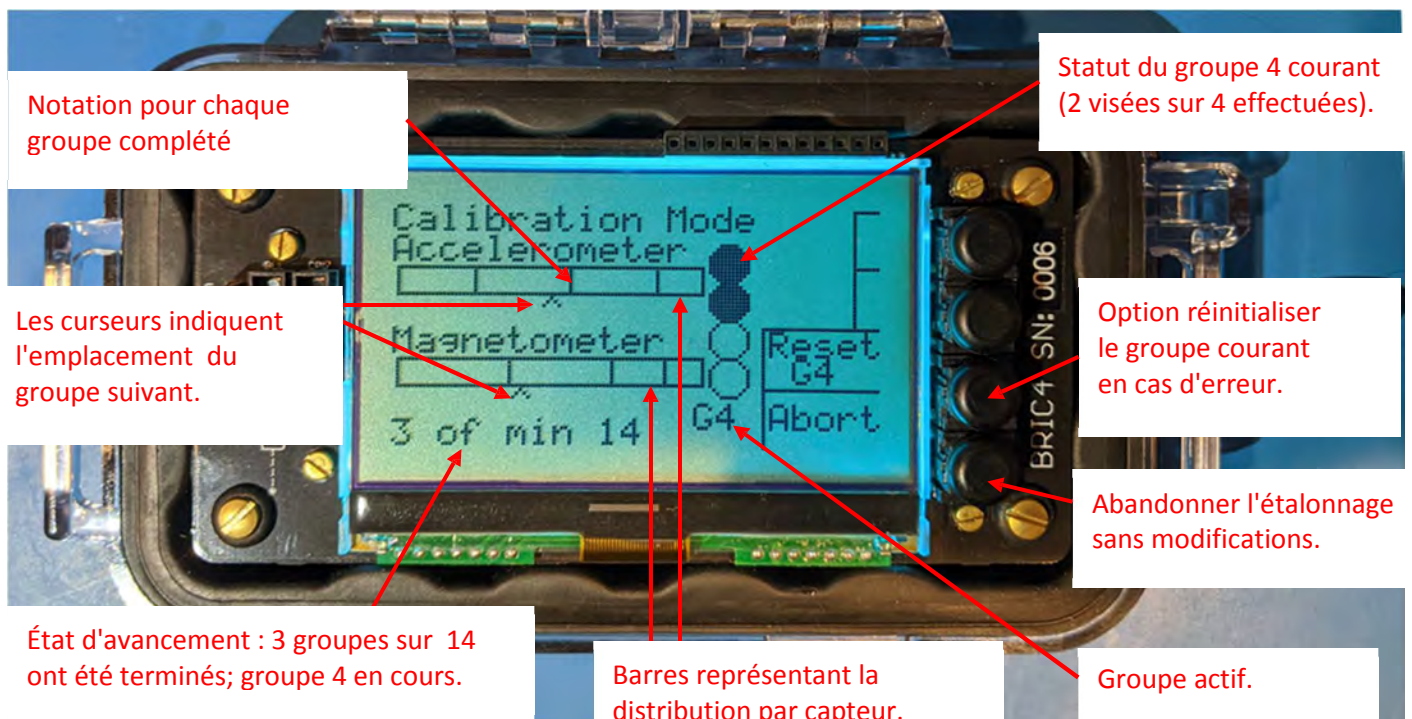 Notation pour chaque
groupe complété
Statut du groupe 4 courant
(2 visées sur 4 effectuées).
Calibration Mode
Accelerometer
Les curseurs indiquent
l'emplacement du
groupe suivant.
Magnetometer
Reset
G4
3 of min 14
G4
Abort
BRIC4 SN: 0006
Option réinitialiser
le groupe courant
en cas d'erreur.
Abandonner l'étalonnage
sans modifications.
État d'avancement : 3 groupes sur 14
ont été terminés; groupe 4 en cours.
Barres représentant la
distribution par capteur.
Groupe actif.